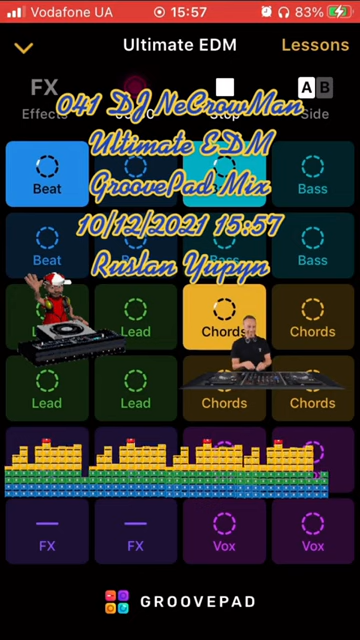 Vodafone UA 15:57 83%
Ultimate EDM Lessons
FX AB
Effects Stop Side
041 DJ NeCrowMan
Ultimate EDM
GroovePad Mix
10/12/2021 15:57
Ruslan Yupyn
Beat Bass
Beat Bass
Lead Chords Chords
Lead Lead Chords Chords
FX FX Vox Vox
GROOVEPAD